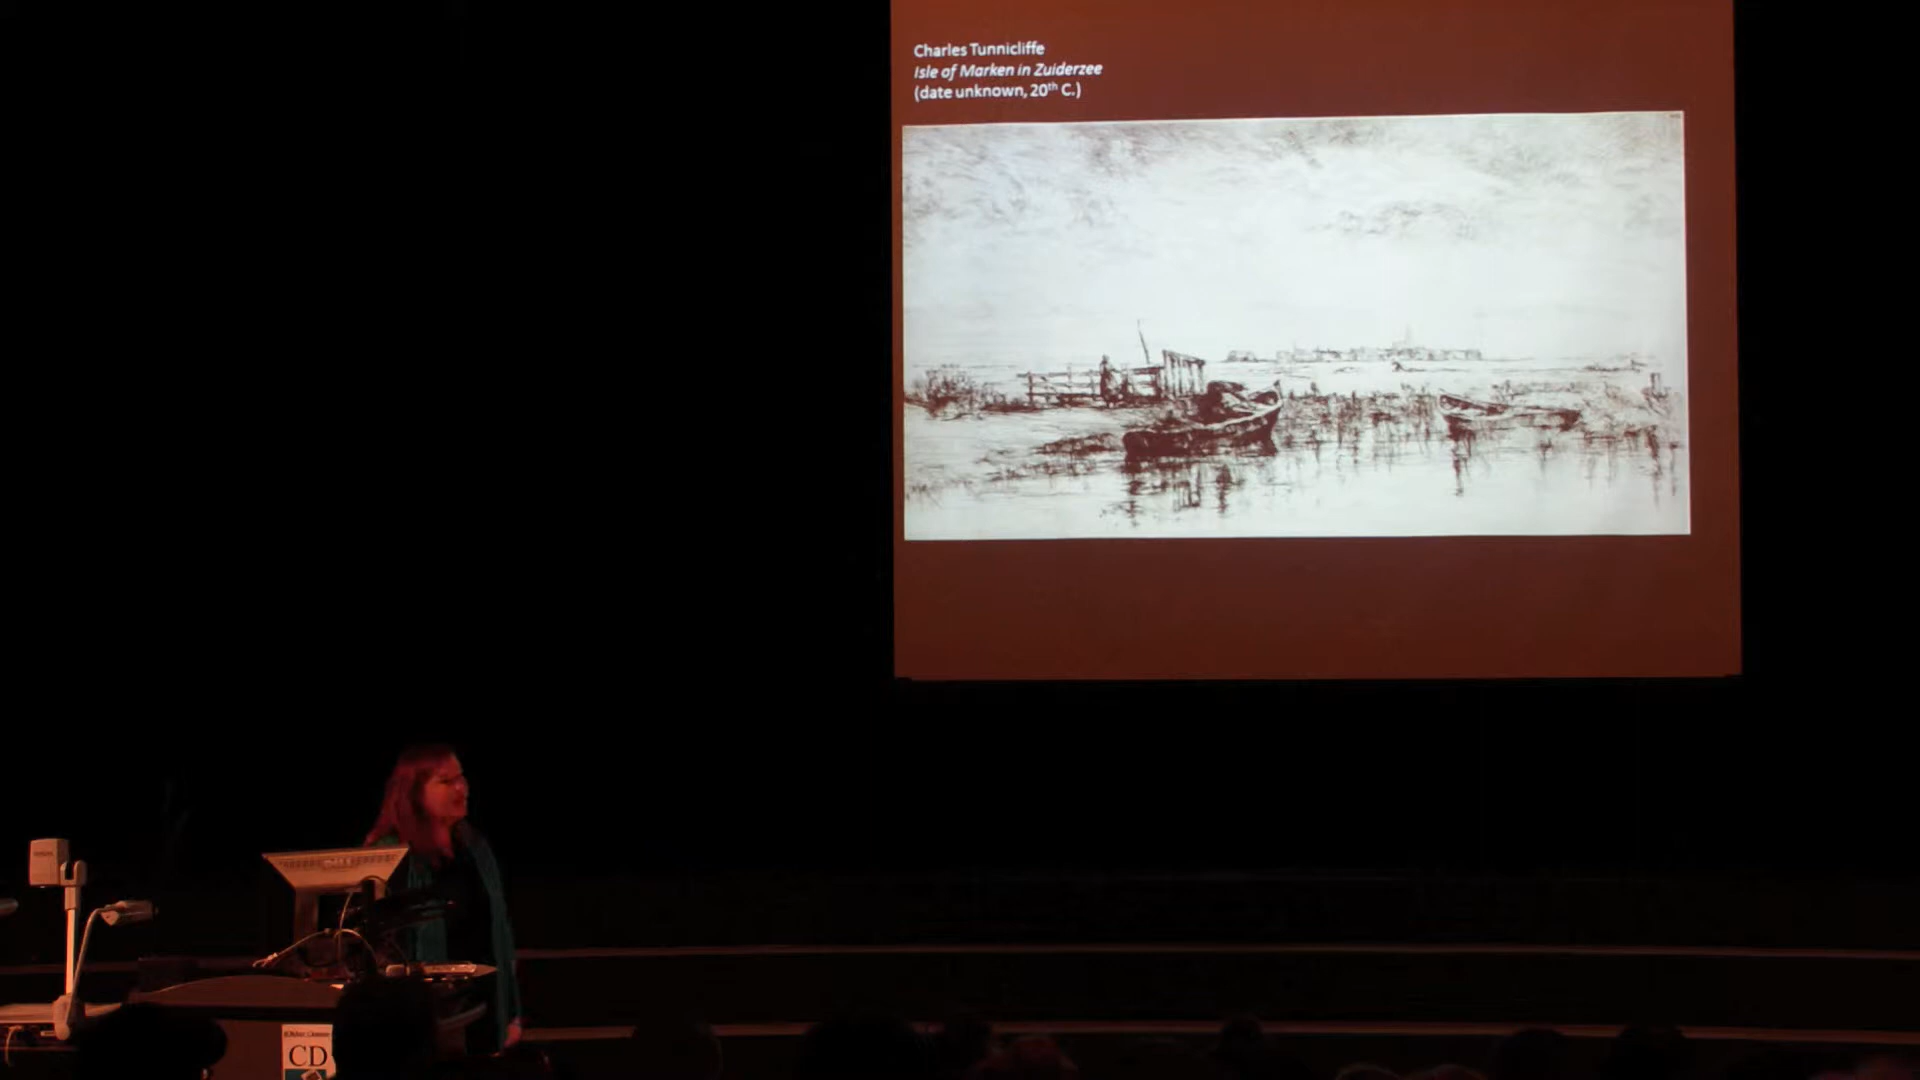 Charles Tunnicliffe
Isle of Marken in Zuiderzee
(date unknown, 20th C.)
CD